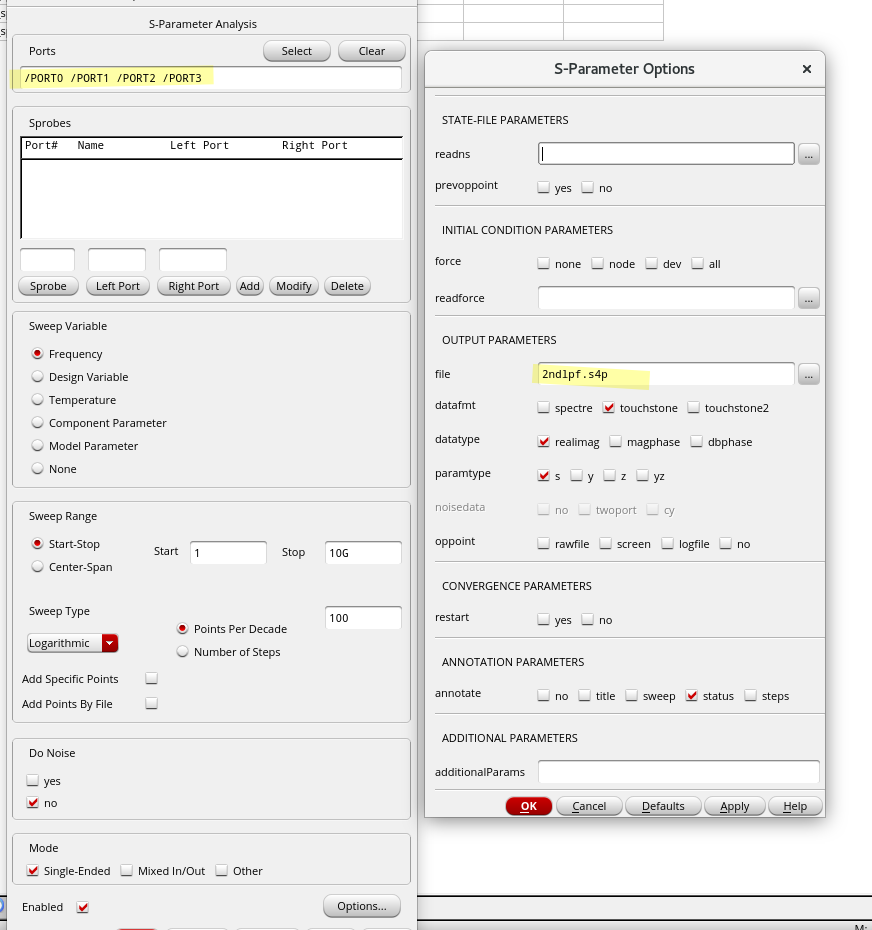 S-Parameter Analysis
Ports
Select
Clear
/PORT0 /PORT1 /PORT2 /PORT3
Sprobes
Port# Name Left Port Right Port
Sprobe
Left Port
Right Port
Add
Modify
Delete
Sweep Variable
Frequency
Design Variable
Temperature
Component Parameter
Model Parameter
None
Sweep Range
Start-Stop
Center-Span
Start 1 Stop 10G
Sweep Type
Logarithmic
Points Per Decade
Number of Steps
100
Add Specific Points
Add Points By File
Do Noise
yes
no
Mode
Single-Ended Mixed In/Out Other
Enabled
Options...
S-Parameter Options
STATE-FILE PARAMETERS
readns ...
prevoppoint yes no
INITIAL CONDITION PARAMETERS
force none node dev all
readforce ...
OUTPUT PARAMETERS
file 2ndlpf.s4p ...
datafmt spectre touchstone touchstone2
datatype realimag magphase dbphase
paramtype s y z yz
noisedata no twoport cy
oppoint rawfile screen logfile no
CONVERGENCE PARAMETERS
restart yes no
ANNOTATION PARAMETERS
annotate no title sweep status steps
ADDITIONAL PARAMETERS
additionalParams
OK
Cancel
Defaults
Apply
Help